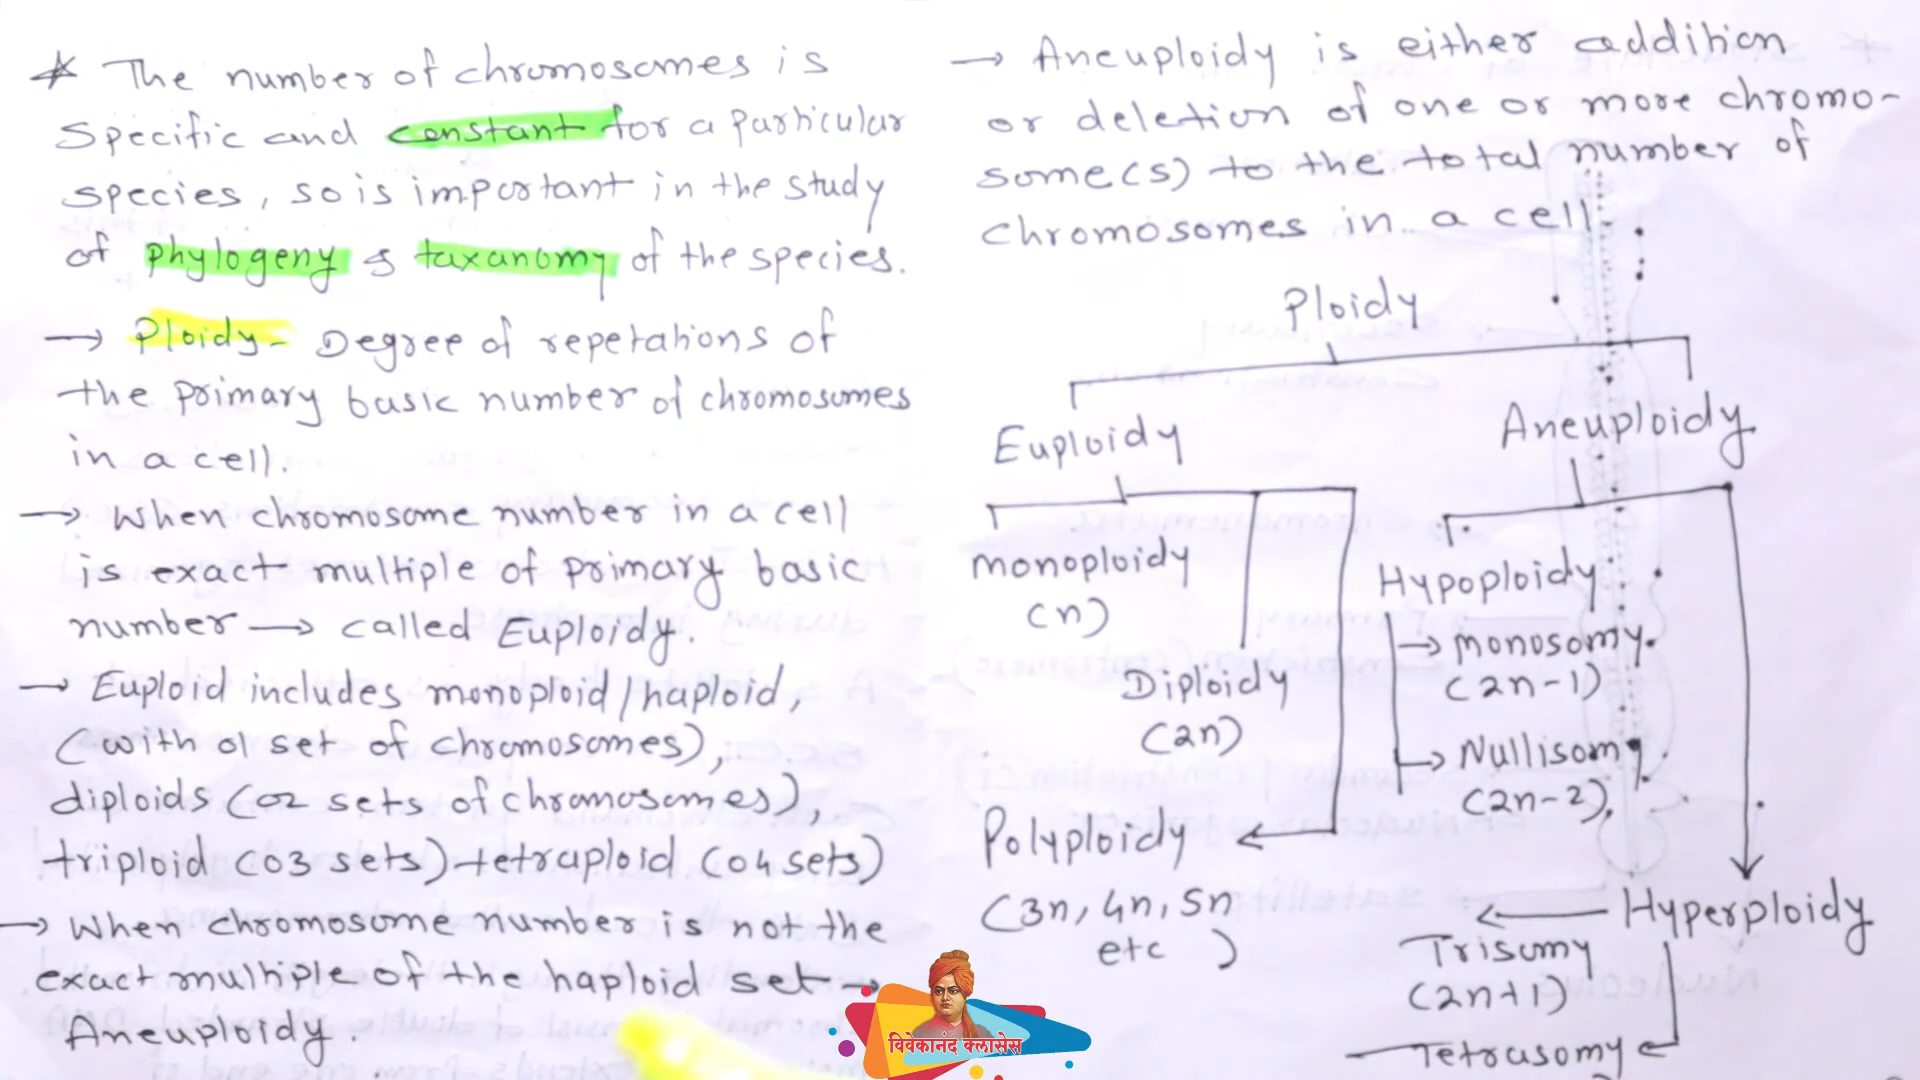 * The number of chromosomes is
specific and constant for a particular
species, so is important in the study
of phylogeny & taxanomy of the species.
→ Ploidy - Degree of repetations of
the primary basic number of chromosomes
in a cell.
→ When chromosome number in a cell
is exact multiple of primary basic
number → called Euploidy.
→ Euploid includes monoploid/haploid,
(with 01 set of chromosomes),
diploids (02 sets of chromosomes),
triploid (03 sets) tetraploid (04 sets)
→ When chromosome number is not the
exact multiple of the haploid set →
Aneuploidy.
→ Aneuploidy is either addition
or deletion of one or more chromo-
some(s) to the total number of
chromosomes in a cell
Ploidy
Euploidy
Aneuploidy
monoploidy
(n)
Diploidy
(2n)
Polyploidy
(3n, 4n, 5n
etc )
Hypoploidy
→ monosomy
(2n-1)
→ Nullisomy
(2n-2),
Hyperploidy
Trisomy
(2n+1)
Tetrasomy
विवेकानंद क्लासेस